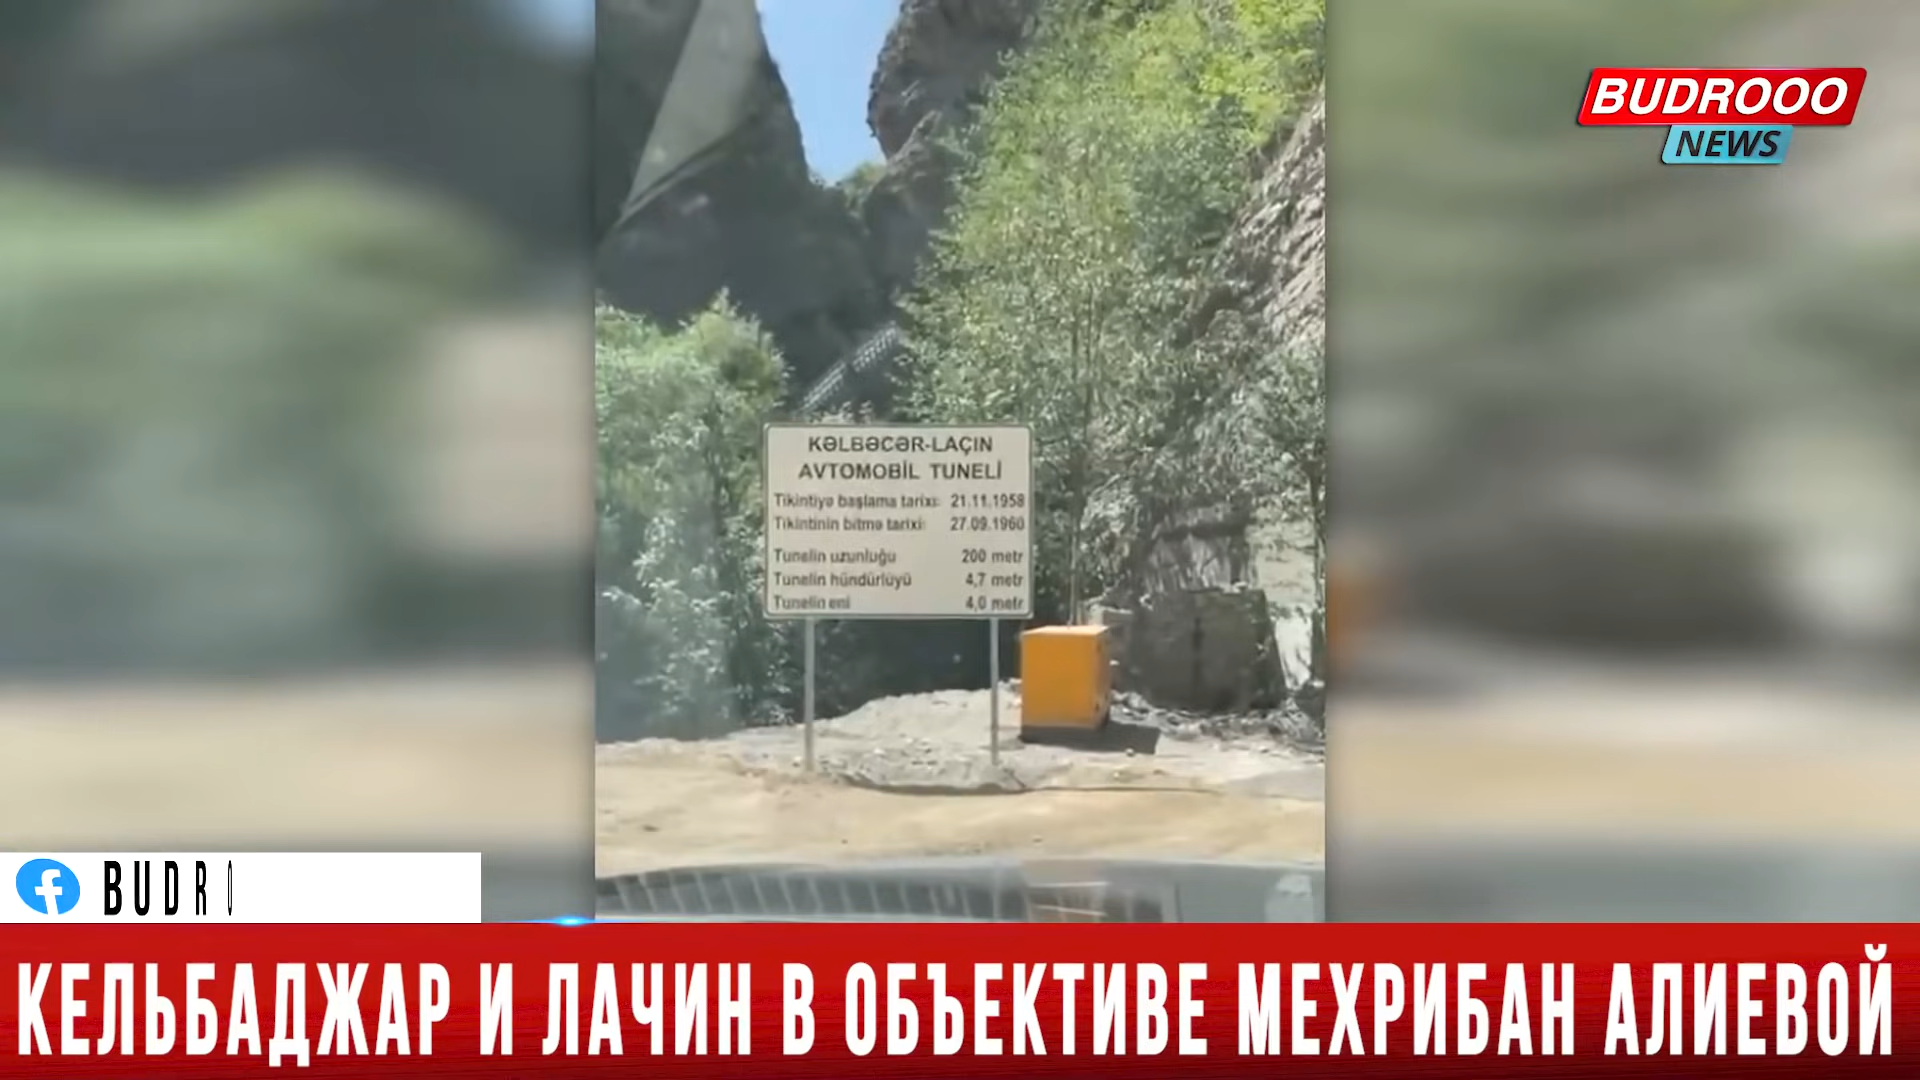 BUDROOO
NEWS
KƏLBƏCƏR-LAÇIN
AVTOMOBİL TUNELİ
Tikintiyə başlama tarixi: 21.11.1958
Tikintinin bitmə tarixi: 27.09.1960
Tunelin uzunluğu 200 metr
Tunelin hündürlüyü 4,7 metr
Tunelin eni 4,0 metr
BUDRO
КЕЛЬБАДЖАР И ЛАЧИН В ОБЪЕКТИВЕ МЕХРИБАН АЛИЕВОЙ